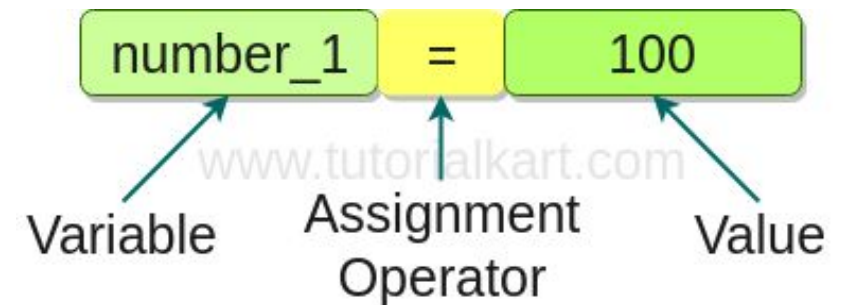 number_1 = 100
www.tutorialkart.com
Variable
Assignment
Operator
Value